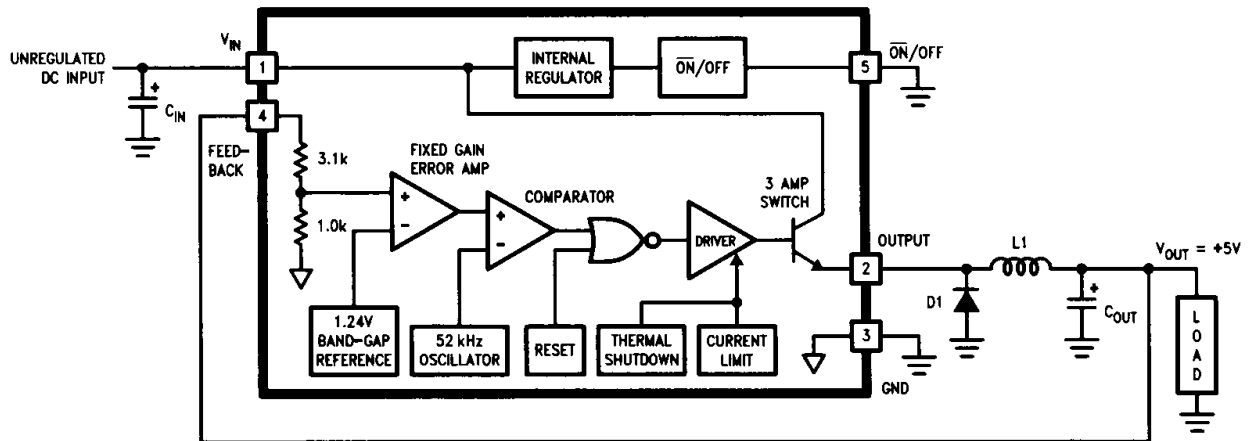 V_IN
UNREGULATED
DC INPUT
1
+
C_IN
4
FEED-
BACK
3.1k
1.0k
INTERNAL
REGULATOR
O̅N̅/OFF
5
O̅N̅/OFF
FIXED GAIN
ERROR AMP
+
−
COMPARATOR
+
−
DRIVER
3 AMP
SWITCH
OUTPUT
2
L1
V_OUT = +5V
D1
+
C_OUT
LOAD
1.24V
BAND-GAP
REFERENCE
52 kHz
OSCILLATOR
RESET
THERMAL
SHUTDOWN
CURRENT
LIMIT
3
GND